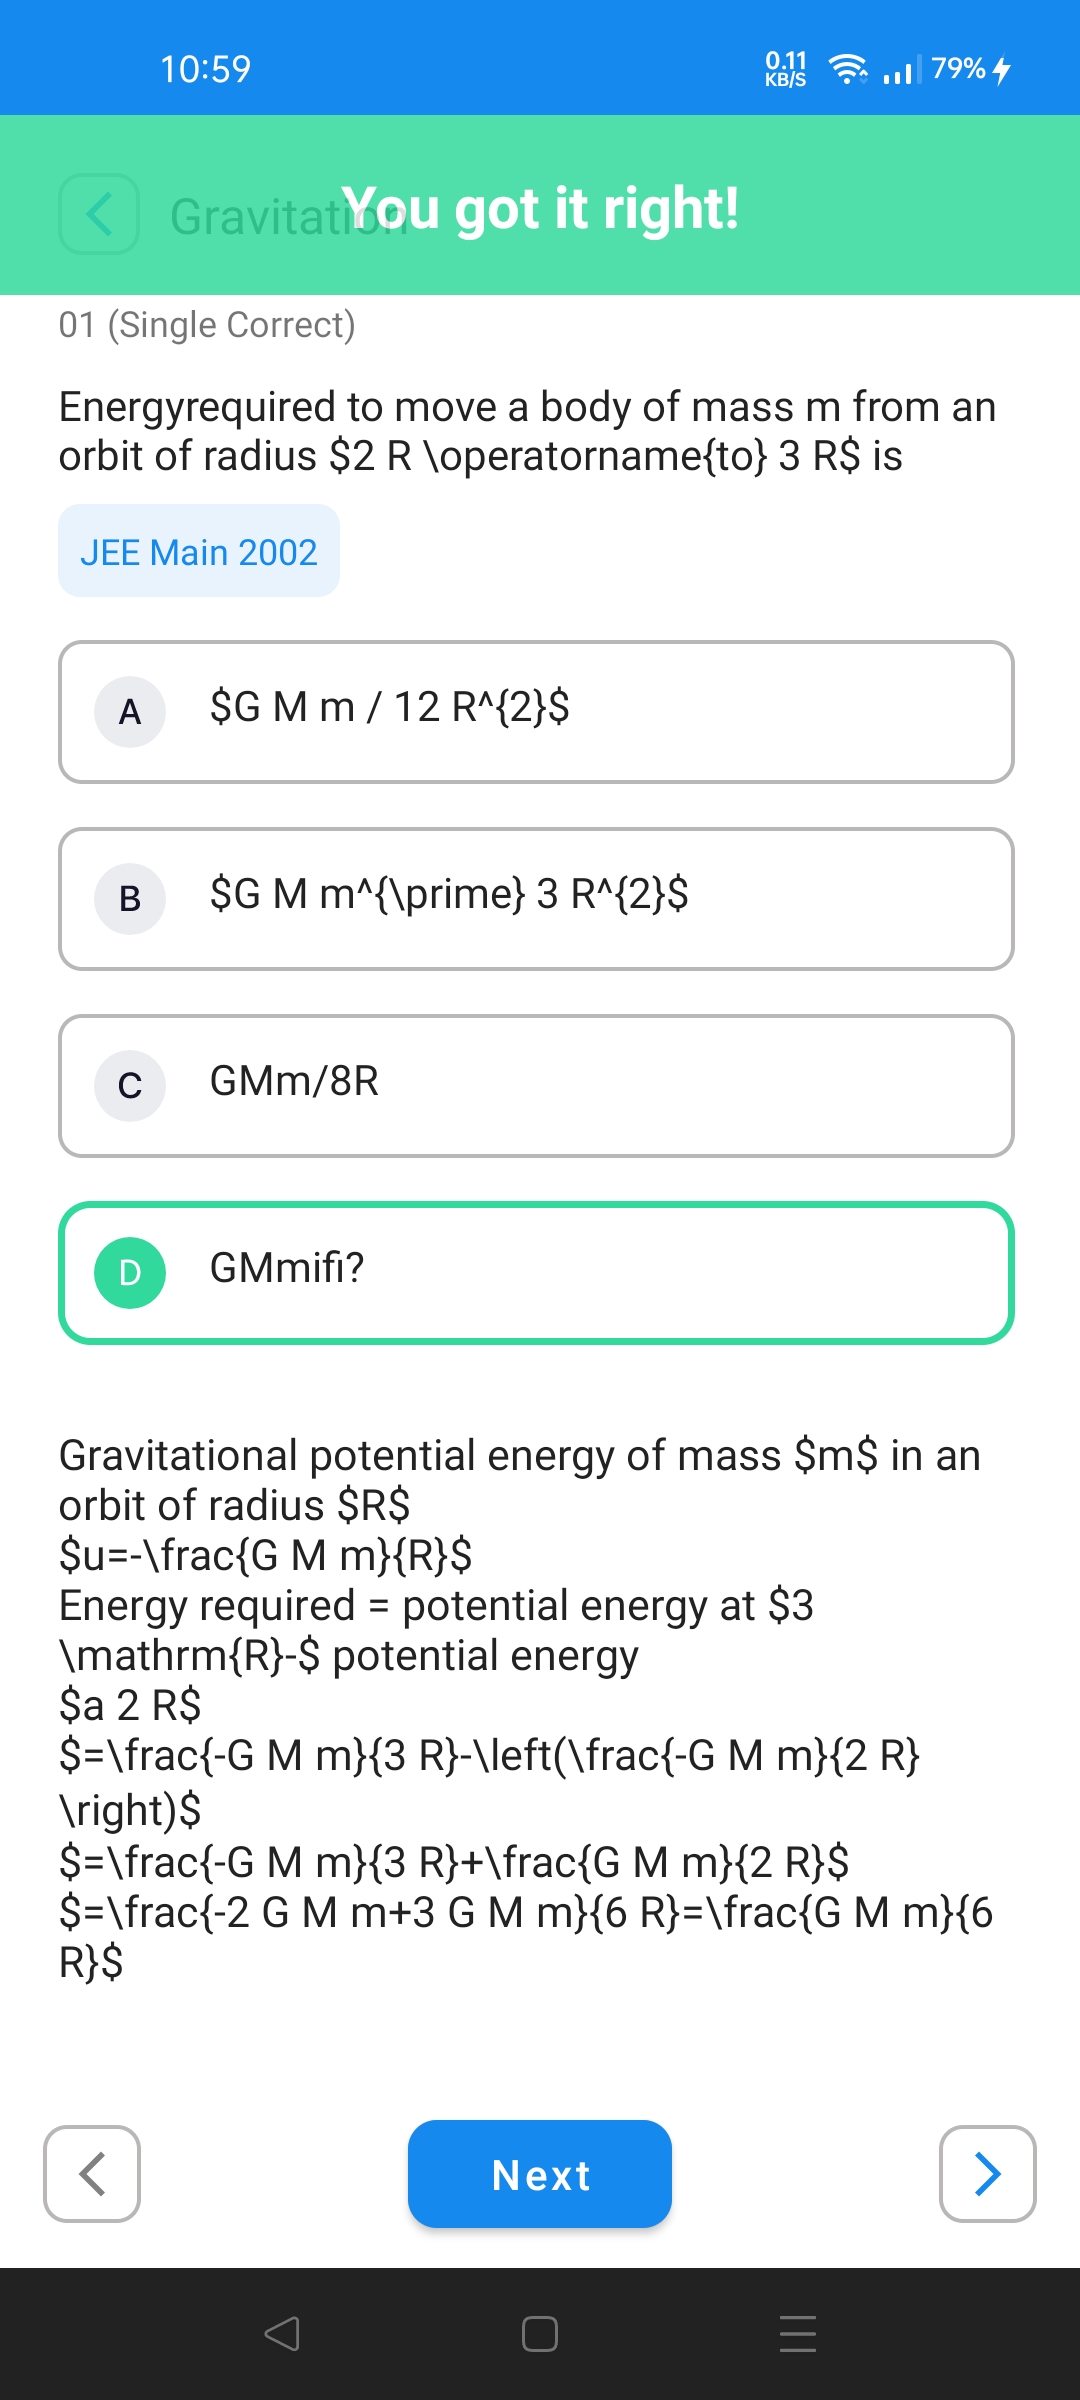 10:59
0.11 KB/S 79%
Gravitation
You got it right!
01 (Single Correct)
Energyrequired to move a body of mass m from an
orbit of radius $2 R \operatorname{to} 3 R$ is
JEE Main 2002
A $G M m / 12 R^{2}$
B $G M m^{\prime} 3 R^{2}$
C GMm/8R
D GMmifi?
Gravitational potential energy of mass $m$ in an
orbit of radius $R$
$u=-\frac{G M m}{R}$
Energy required = potential energy at $3
\mathrm{R}-$ potential energy
$a 2 R$
$=\frac{-G M m}{3 R}-\left(\frac{-G M m}{2 R}
\right)$
$=\frac{-G M m}{3 R}+\frac{G M m}{2 R}$
$=\frac{-2 G M m+3 G M m}{6 R}=\frac{G M m}{6
R}$
Next